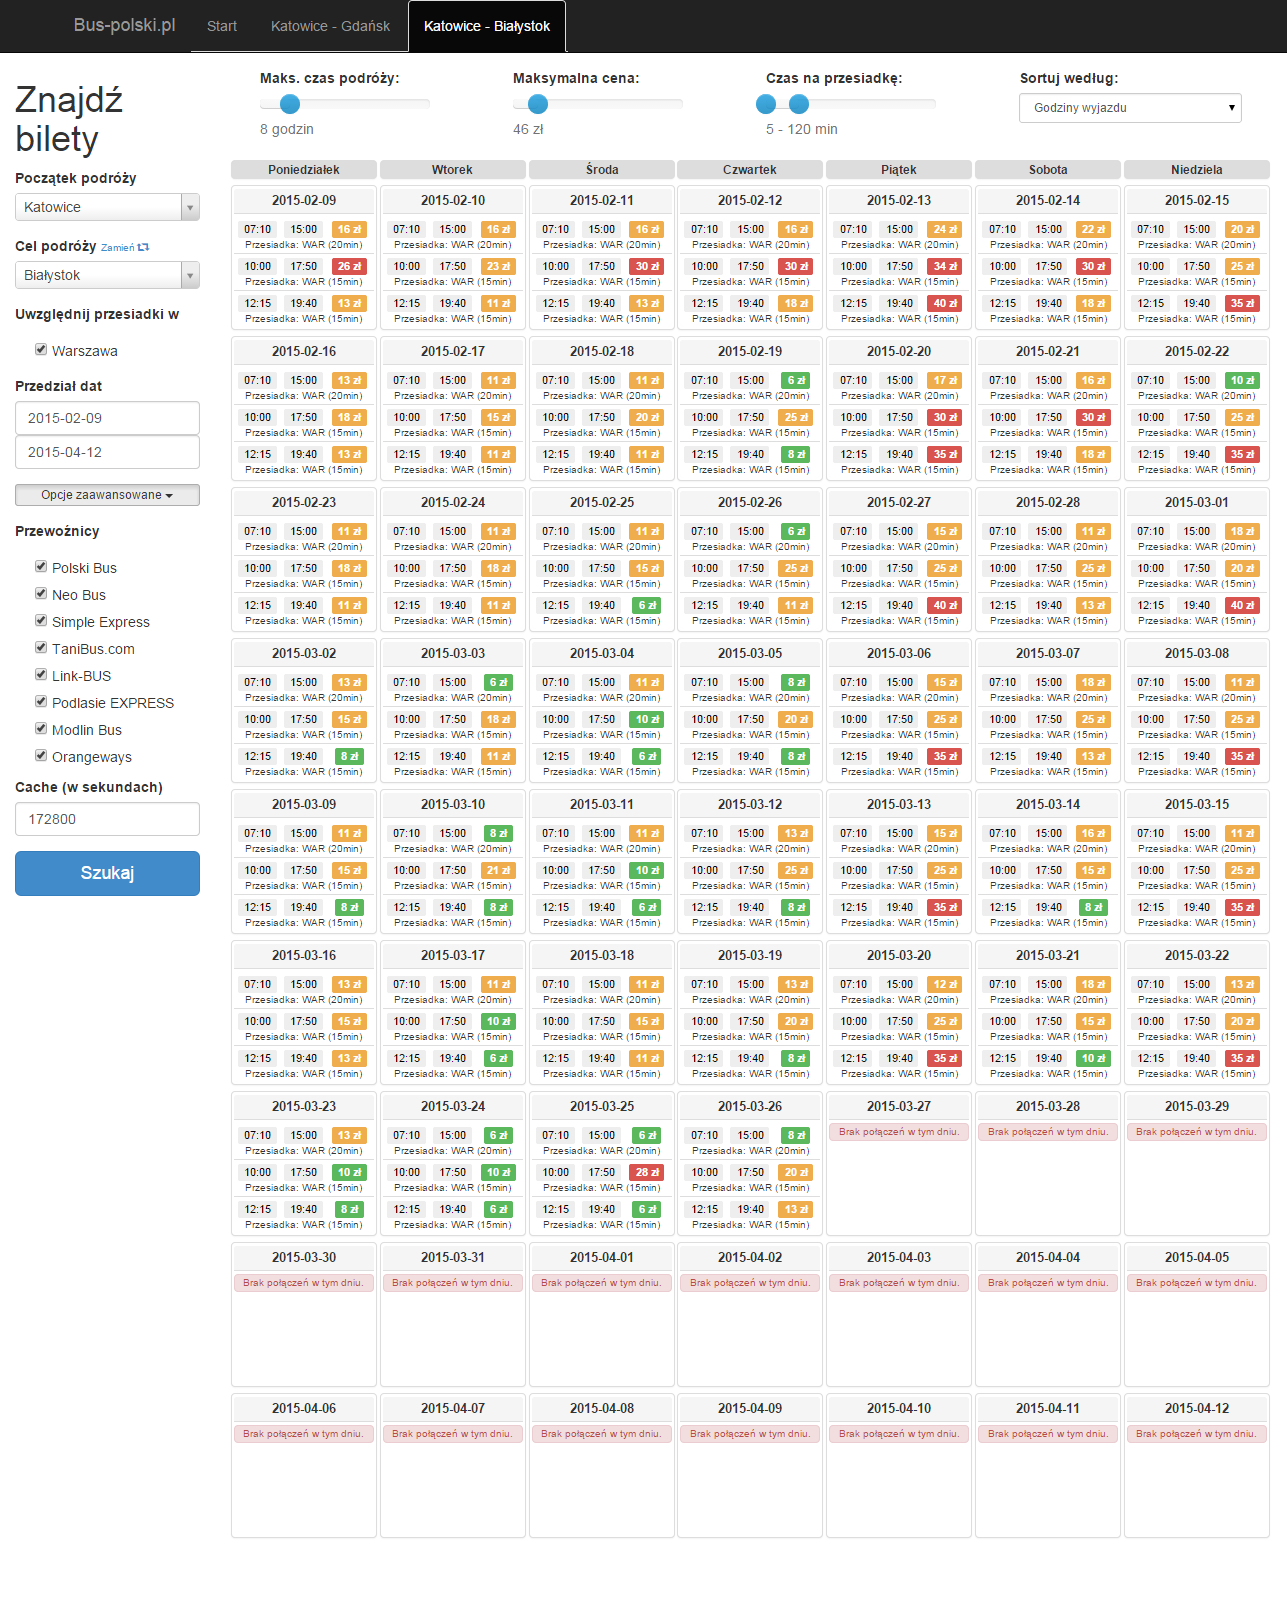 Bus-polski.pl Start Katowice - Gdańsk Katowice - Białystok
Znajdź
bilety
Początek podróży
Katowice
Cel podróży Zamień
Białystok
Uwzględnij przesiadki w
Warszawa
Przedział dat
2015-02-09
2015-04-12
Opcje zaawansowane
Przewoźnicy
Polski Bus
Neo Bus
Simple Express
TaniBus.com
Link-BUS
Podlasie EXPRESS
Modlin Bus
Orangeways
Cache (w sekundach)
172800
Szukaj
Maks. czas podróży: Maksymalna cena: Czas na przesiadkę: Sortuj według:
Godziny wyjazdu
8 godzin 46 zł 5 - 120 min
Poniedziałek Wtorek Środa Czwartek Piątek Sobota Niedziela
2015-02-09 2015-02-10 2015-02-11 2015-02-12 2015-02-13 2015-02-14 2015-02-15
07:10 15:00 16 zł 07:10 15:00 16 zł 07:10 15:00 16 zł 07:10 15:00 16 zł 07:10 15:00 24 zł 07:10 15:00 22 zł 07:10 15:00 20 zł
Przesiadka: WAR (20min) Przesiadka: WAR (20min) Przesiadka: WAR (20min) Przesiadka: WAR (20min) Przesiadka: WAR (20min) Przesiadka: WAR (20min) Przesiadka: WAR (20min)
10:00 17:50 26 zł 10:00 17:50 23 zł 10:00 17:50 30 zł 10:00 17:50 30 zł 10:00 17:50 34 zł 10:00 17:50 30 zł 10:00 17:50 25 zł
Przesiadka: WAR (15min) Przesiadka: WAR (15min) Przesiadka: WAR (15min) Przesiadka: WAR (15min) Przesiadka: WAR (15min) Przesiadka: WAR (15min) Przesiadka: WAR (15min)
12:15 19:40 13 zł 12:15 19:40 11 zł 12:15 19:40 13 zł 12:15 19:40 18 zł 12:15 19:40 40 zł 12:15 19:40 18 zł 12:15 19:40 35 zł
Przesiadka: WAR (15min) Przesiadka: WAR (15min) Przesiadka: WAR (15min) Przesiadka: WAR (15min) Przesiadka: WAR (15min) Przesiadka: WAR (15min) Przesiadka: WAR (15min)
2015-02-16 2015-02-17 2015-02-18 2015-02-19 2015-02-20 2015-02-21 2015-02-22
07:10 15:00 13 zł 07:10 15:00 11 zł 07:10 15:00 11 zł 07:10 15:00 6 zł 07:10 15:00 17 zł 07:10 15:00 16 zł 07:10 15:00 10 zł
Przesiadka: WAR (20min) Przesiadka: WAR (20min) Przesiadka: WAR (20min) Przesiadka: WAR (20min) Przesiadka: WAR (20min) Przesiadka: WAR (20min) Przesiadka: WAR (20min)
10:00 17:50 18 zł 10:00 17:50 15 zł 10:00 17:50 20 zł 10:00 17:50 25 zł 10:00 17:50 30 zł 10:00 17:50 30 zł 10:00 17:50 25 zł
Przesiadka: WAR (15min) Przesiadka: WAR (15min) Przesiadka: WAR (15min) Przesiadka: WAR (15min) Przesiadka: WAR (15min) Przesiadka: WAR (15min) Przesiadka: WAR (15min)
12:15 19:40 13 zł 12:15 19:40 11 zł 12:15 19:40 11 zł 12:15 19:40 8 zł 12:15 19:40 35 zł 12:15 19:40 18 zł 12:15 19:40 35 zł
Przesiadka: WAR (15min) Przesiadka: WAR (15min) Przesiadka: WAR (15min) Przesiadka: WAR (15min) Przesiadka: WAR (15min) Przesiadka: WAR (15min) Przesiadka: WAR (15min)
2015-02-23 2015-02-24 2015-02-25 2015-02-26 2015-02-27 2015-02-28 2015-03-01
07:10 15:00 11 zł 07:10 15:00 11 zł 07:10 15:00 11 zł 07:10 15:00 6 zł 07:10 15:00 15 zł 07:10 15:00 11 zł 07:10 15:00 18 zł
Przesiadka: WAR (20min) Przesiadka: WAR (20min) Przesiadka: WAR (20min) Przesiadka: WAR (20min) Przesiadka: WAR (20min) Przesiadka: WAR (20min) Przesiadka: WAR (20min)
10:00 17:50 18 zł 10:00 17:50 18 zł 10:00 17:50 15 zł 10:00 17:50 25 zł 10:00 17:50 25 zł 10:00 17:50 25 zł 10:00 17:50 20 zł
Przesiadka: WAR (15min) Przesiadka: WAR (15min) Przesiadka: WAR (15min) Przesiadka: WAR (15min) Przesiadka: WAR (15min) Przesiadka: WAR (15min) Przesiadka: WAR (15min)
12:15 19:40 11 zł 12:15 19:40 11 zł 12:15 19:40 6 zł 12:15 19:40 11 zł 12:15 19:40 40 zł 12:15 19:40 13 zł 12:15 19:40 40 zł
Przesiadka: WAR (15min) Przesiadka: WAR (15min) Przesiadka: WAR (15min) Przesiadka: WAR (15min) Przesiadka: WAR (15min) Przesiadka: WAR (15min) Przesiadka: WAR (15min)
2015-03-02 2015-03-03 2015-03-04 2015-03-05 2015-03-06 2015-03-07 2015-03-08
07:10 15:00 13 zł 07:10 15:00 6 zł 07:10 15:00 11 zł 07:10 15:00 8 zł 07:10 15:00 15 zł 07:10 15:00 18 zł 07:10 15:00 11 zł
Przesiadka: WAR (20min) Przesiadka: WAR (20min) Przesiadka: WAR (20min) Przesiadka: WAR (20min) Przesiadka: WAR (20min) Przesiadka: WAR (20min) Przesiadka: WAR (20min)
10:00 17:50 15 zł 10:00 17:50 18 zł 10:00 17:50 10 zł 10:00 17:50 20 zł 10:00 17:50 25 zł 10:00 17:50 25 zł 10:00 17:50 25 zł
Przesiadka: WAR (15min) Przesiadka: WAR (15min) Przesiadka: WAR (15min) Przesiadka: WAR (15min) Przesiadka: WAR (15min) Przesiadka: WAR (15min) Przesiadka: WAR (15min)
12:15 19:40 8 zł 12:15 19:40 11 zł 12:15 19:40 6 zł 12:15 19:40 8 zł 12:15 19:40 35 zł 12:15 19:40 13 zł 12:15 19:40 35 zł
Przesiadka: WAR (15min) Przesiadka: WAR (15min) Przesiadka: WAR (15min) Przesiadka: WAR (15min) Przesiadka: WAR (15min) Przesiadka: WAR (15min) Przesiadka: WAR (15min)
2015-03-09 2015-03-10 2015-03-11 2015-03-12 2015-03-13 2015-03-14 2015-03-15
07:10 15:00 11 zł 07:10 15:00 8 zł 07:10 15:00 11 zł 07:10 15:00 13 zł 07:10 15:00 15 zł 07:10 15:00 16 zł 07:10 15:00 11 zł
Przesiadka: WAR (20min) Przesiadka: WAR (20min) Przesiadka: WAR (20min) Przesiadka: WAR (20min) Przesiadka: WAR (20min) Przesiadka: WAR (20min) Przesiadka: WAR (20min)
10:00 17:50 15 zł 10:00 17:50 21 zł 10:00 17:50 10 zł 10:00 17:50 25 zł 10:00 17:50 25 zł 10:00 17:50 15 zł 10:00 17:50 25 zł
Przesiadka: WAR (15min) Przesiadka: WAR (15min) Przesiadka: WAR (15min) Przesiadka: WAR (15min) Przesiadka: WAR (15min) Przesiadka: WAR (15min) Przesiadka: WAR (15min)
12:15 19:40 8 zł 12:15 19:40 8 zł 12:15 19:40 6 zł 12:15 19:40 8 zł 12:15 19:40 35 zł 12:15 19:40 8 zł 12:15 19:40 35 zł
Przesiadka: WAR (15min) Przesiadka: WAR (15min) Przesiadka: WAR (15min) Przesiadka: WAR (15min) Przesiadka: WAR (15min) Przesiadka: WAR (15min) Przesiadka: WAR (15min)
2015-03-16 2015-03-17 2015-03-18 2015-03-19 2015-03-20 2015-03-21 2015-03-22
07:10 15:00 13 zł 07:10 15:00 11 zł 07:10 15:00 11 zł 07:10 15:00 13 zł 07:10 15:00 12 zł 07:10 15:00 18 zł 07:10 15:00 13 zł
Przesiadka: WAR (20min) Przesiadka: WAR (20min) Przesiadka: WAR (20min) Przesiadka: WAR (20min) Przesiadka: WAR (20min) Przesiadka: WAR (20min) Przesiadka: WAR (20min)
10:00 17:50 15 zł 10:00 17:50 10 zł 10:00 17:50 15 zł 10:00 17:50 20 zł 10:00 17:50 25 zł 10:00 17:50 15 zł 10:00 17:50 20 zł
Przesiadka: WAR (15min) Przesiadka: WAR (15min) Przesiadka: WAR (15min) Przesiadka: WAR (15min) Przesiadka: WAR (15min) Przesiadka: WAR (15min) Przesiadka: WAR (15min)
12:15 19:40 13 zł 12:15 19:40 6 zł 12:15 19:40 11 zł 12:15 19:40 8 zł 12:15 19:40 35 zł 12:15 19:40 10 zł 12:15 19:40 35 zł
Przesiadka: WAR (15min) Przesiadka: WAR (15min) Przesiadka: WAR (15min) Przesiadka: WAR (15min) Przesiadka: WAR (15min) Przesiadka: WAR (15min) Przesiadka: WAR (15min)
2015-03-23 2015-03-24 2015-03-25 2015-03-26 2015-03-27 2015-03-28 2015-03-29
07:10 15:00 13 zł 07:10 15:00 6 zł 07:10 15:00 6 zł 07:10 15:00 8 zł Brak połączeń w tym dniu. Brak połączeń w tym dniu. Brak połączeń w tym dniu.
Przesiadka: WAR (20min) Przesiadka: WAR (20min) Przesiadka: WAR (20min) Przesiadka: WAR (20min)
10:00 17:50 10 zł 10:00 17:50 10 zł 10:00 17:50 28 zł 10:00 17:50 20 zł
Przesiadka: WAR (15min) Przesiadka: WAR (15min) Przesiadka: WAR (15min) Przesiadka: WAR (15min)
12:15 19:40 8 zł 12:15 19:40 6 zł 12:15 19:40 6 zł 12:15 19:40 13 zł
Przesiadka: WAR (15min) Przesiadka: WAR (15min) Przesiadka: WAR (15min) Przesiadka: WAR (15min)
2015-03-30 2015-03-31 2015-04-01 2015-04-02 2015-04-03 2015-04-04 2015-04-05
Brak połączeń w tym dniu. Brak połączeń w tym dniu. Brak połączeń w tym dniu. Brak połączeń w tym dniu. Brak połączeń w tym dniu. Brak połączeń w tym dniu. Brak połączeń w tym dniu.
2015-04-06 2015-04-07 2015-04-08 2015-04-09 2015-04-10 2015-04-11 2015-04-12
Brak połączeń w tym dniu. Brak połączeń w tym dniu. Brak połączeń w tym dniu. Brak połączeń w tym dniu. Brak połączeń w tym dniu. Brak połączeń w tym dniu. Brak połączeń w tym dniu.